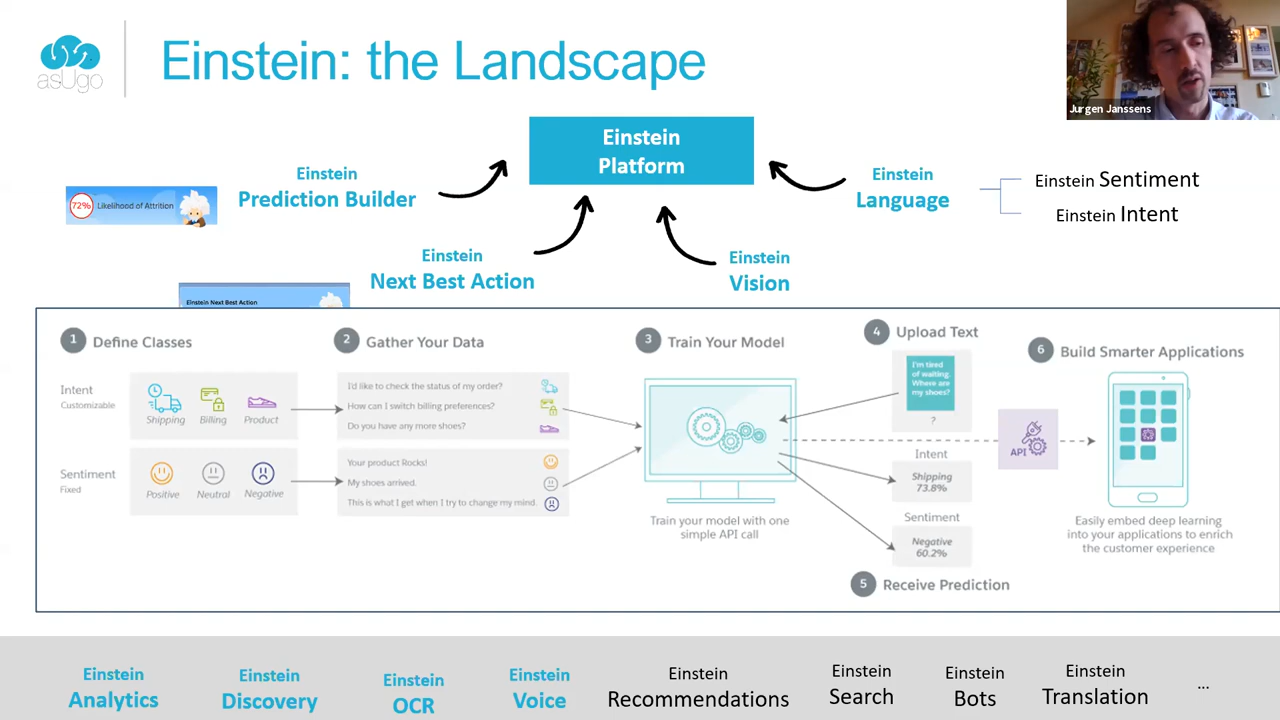 asUgo
Einstein: the Landscape
Jurgen Janssens
Einstein
Platform
Einstein
Prediction Builder
72%
Likelihood of Attrition
Einstein
Language
Einstein Sentiment
Einstein Intent
Einstein
Next Best Action
Einstein
Vision
Einstein Next Best Action
1 Define Classes
Intent
Customizable
Shipping Billing Product
Sentiment
Fixed
Positive Neutral Negative
2 Gather Your Data
I'd like to check the status of my order?
How can I switch billing preferences?
Do you have any more shoes?
Your product Rocks!
My shoes arrived.
This is what I get when I try to change my mind.
3 Train Your Model
Train your model with one
simple API call
4 Upload Text
I'm tired
of waiting.
Where are
my shoes?
?
Intent
Shipping
73.8%
Sentiment
Negative
60.2%
5 Receive Prediction
API
6 Build Smarter Applications
Easily embed deep learning
into your applications to enrich
the customer experience
Einstein
Analytics
Einstein
Discovery
Einstein
OCR
Einstein
Voice
Einstein
Recommendations
Einstein
Search
Einstein
Bots
Einstein
Translation
...